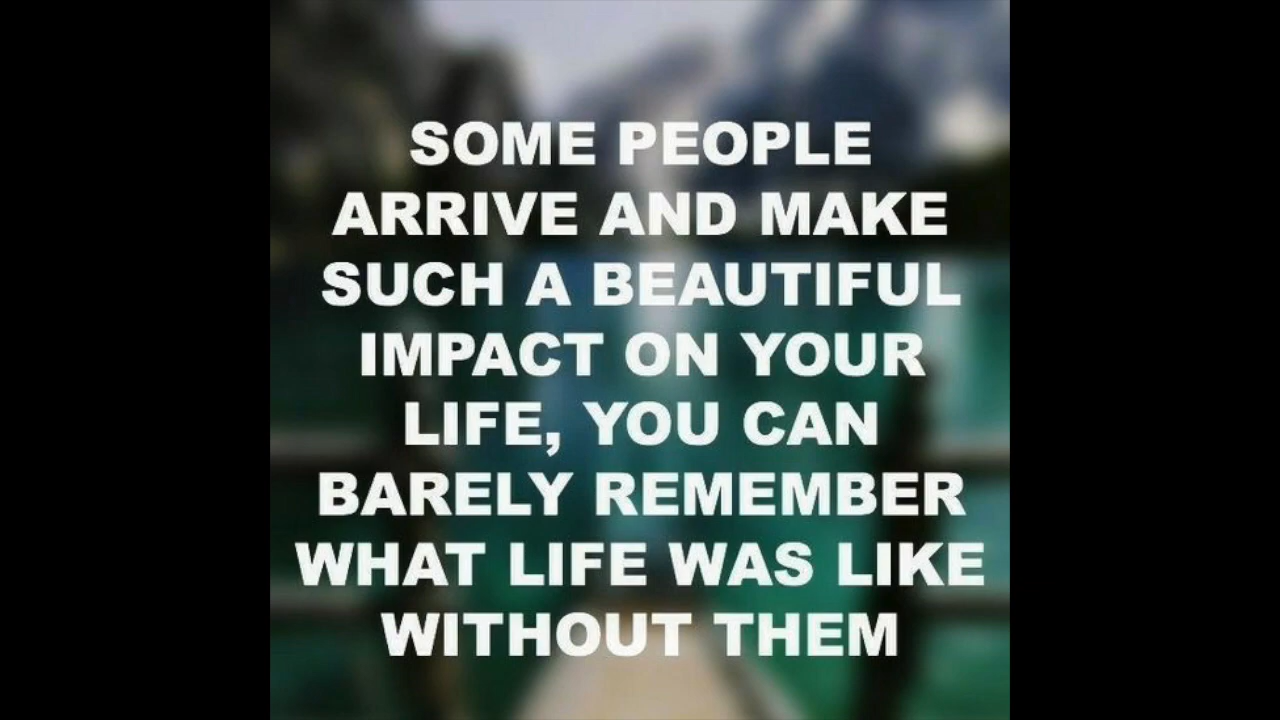 SOME PEOPLE
ARRIVE AND MAKE
SUCH A BEAUTIFUL
IMPACT ON YOUR
LIFE, YOU CAN
BARELY REMEMBER
WHAT LIFE WAS LIKE
WITHOUT THEM